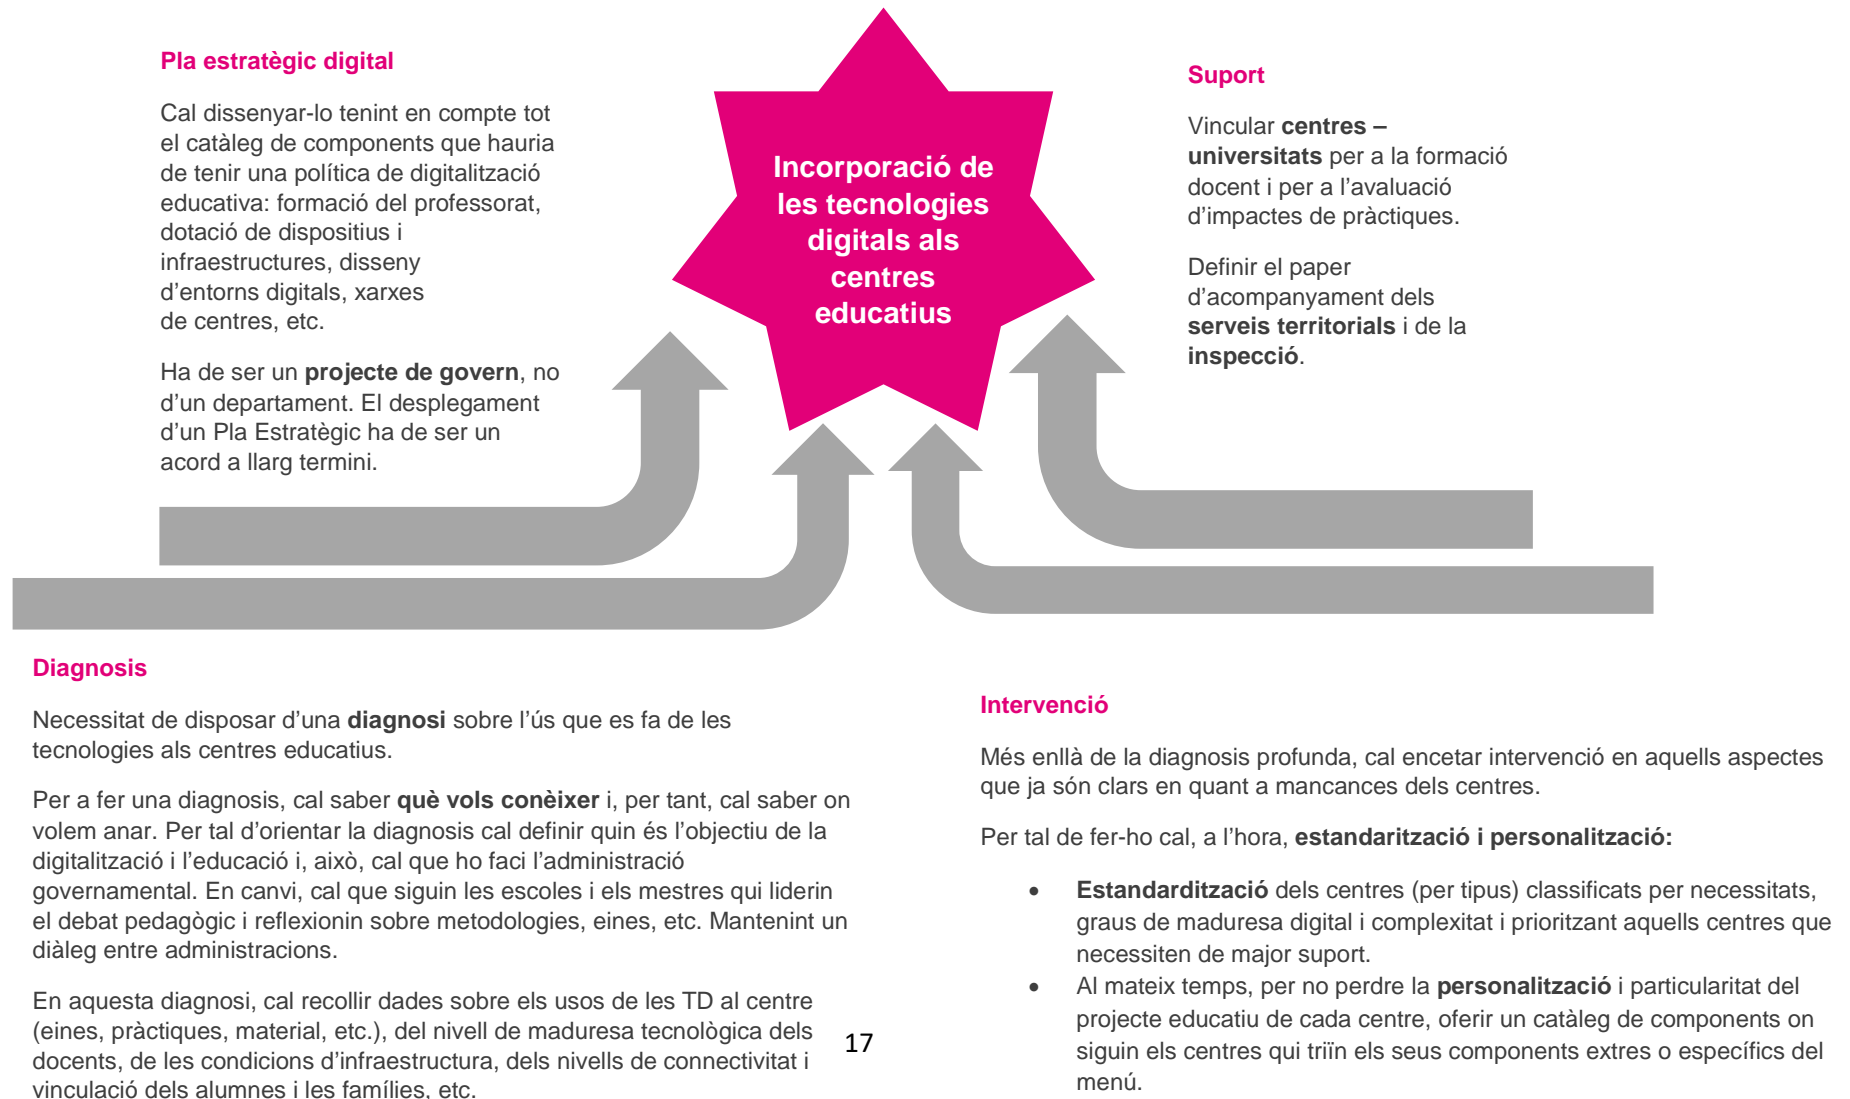 Pla estratègic digital
Cal dissenyar-lo tenint en compte tot
el catàleg de components que hauria
de tenir una política de digitalització
educativa: formació del professorat,
dotació de dispositius i
infraestructures, disseny
d’entorns digitals, xarxes
de centres, etc.
Ha de ser un projecte de govern, no
d’un departament. El desplegament
d’un Pla Estratègic ha de ser un
acord a llarg termini.
Incorporació de
les tecnologies
digitals als
centres
educatius
Suport
Vincular centres –
universitats per a la formació
docent i per a l’avaluació
d’impactes de pràctiques.
Definir el paper
d’acompanyament dels
serveis territorials i de la
inspecció.
Diagnosis
Necessitat de disposar d’una diagnosi sobre l’ús que es fa de les
tecnologies als centres educatius.
Per a fer una diagnosis, cal saber què vols conèixer i, per tant, cal saber on
volem anar. Per tal d’orientar la diagnosis cal definir quin és l’objectiu de la
digitalització i l’educació i, això, cal que ho faci l’administració
governamental. En canvi, cal que siguin les escoles i els mestres qui liderin
el debat pedagògic i reflexionin sobre metodologies, eines, etc. Mantenint un
diàleg entre administracions.
En aquesta diagnosi, cal recollir dades sobre els usos de les TD al centre
(eines, pràctiques, material, etc.), del nivell de maduresa tecnològica dels
docents, de les condicions d’infraestructura, dels nivells de connectivitat i
vinculació dels alumnes i les famílies, etc.
17
Intervenció
Més enllà de la diagnosis profunda, cal encetar intervenció en aquells aspectes
que ja són clars en quant a mancances dels centres.
Per tal de fer-ho cal, a l’hora, estandarització i personalització:
• Estandardització dels centres (per tipus) classificats per necessitats,
graus de maduresa digital i complexitat i prioritzant aquells centres que
necessiten de major suport.
• Al mateix temps, per no perdre la personalització i particularitat del
projecte educatiu de cada centre, oferir un catàleg de components on
siguin els centres qui triïn els seus components extres o específics del
menú.